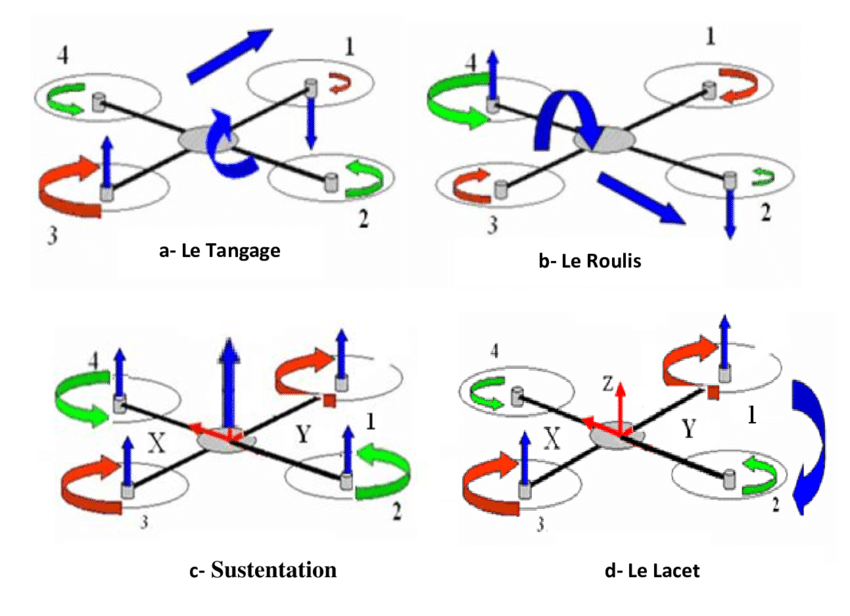 4
1
3
2
a- Le Tangage
4
1
3
2
b- Le Roulis
4
X
Y
1
3
2
c- Sustentation
4
Z
X
Y
1
3
2
d- Le Lacet